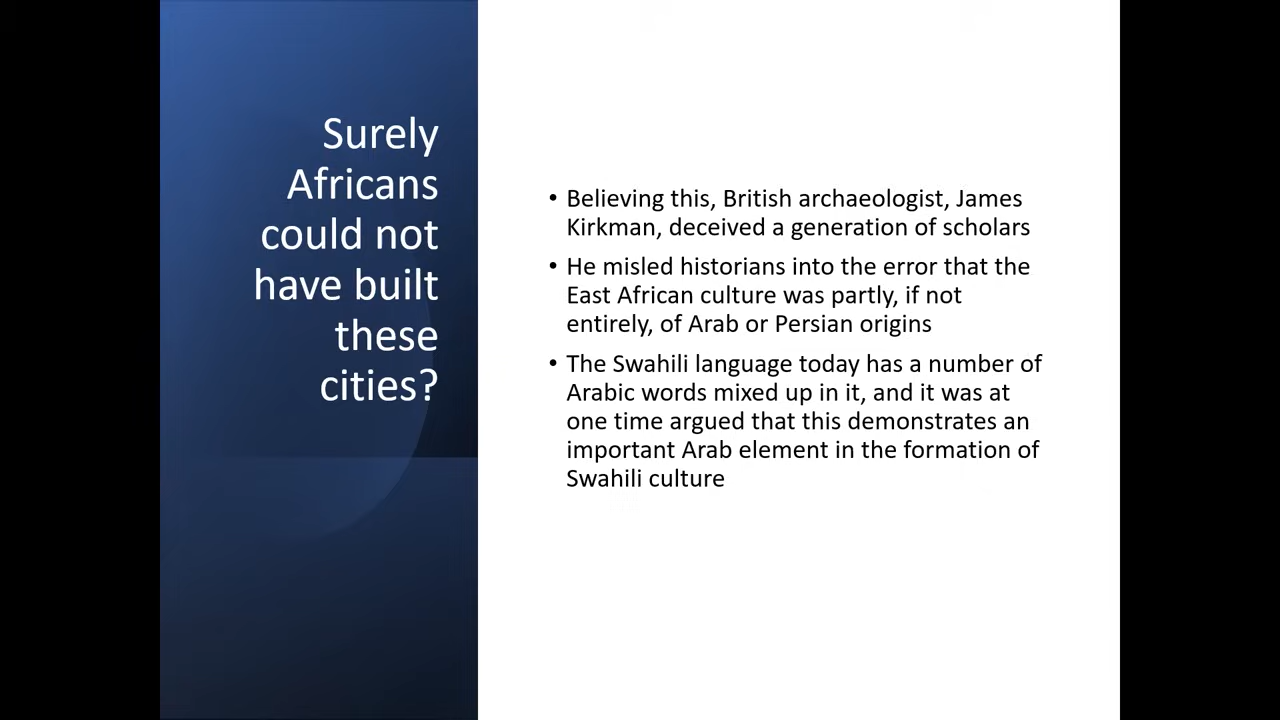 Surely
Africans
could not
have built
these
cities?
• Believing this, British archaeologist, James
Kirkman, deceived a generation of scholars
• He misled historians into the error that the
East African culture was partly, if not
entirely, of Arab or Persian origins
• The Swahili language today has a number of
Arabic words mixed up in it, and it was at
one time argued that this demonstrates an
important Arab element in the formation of
Swahili culture